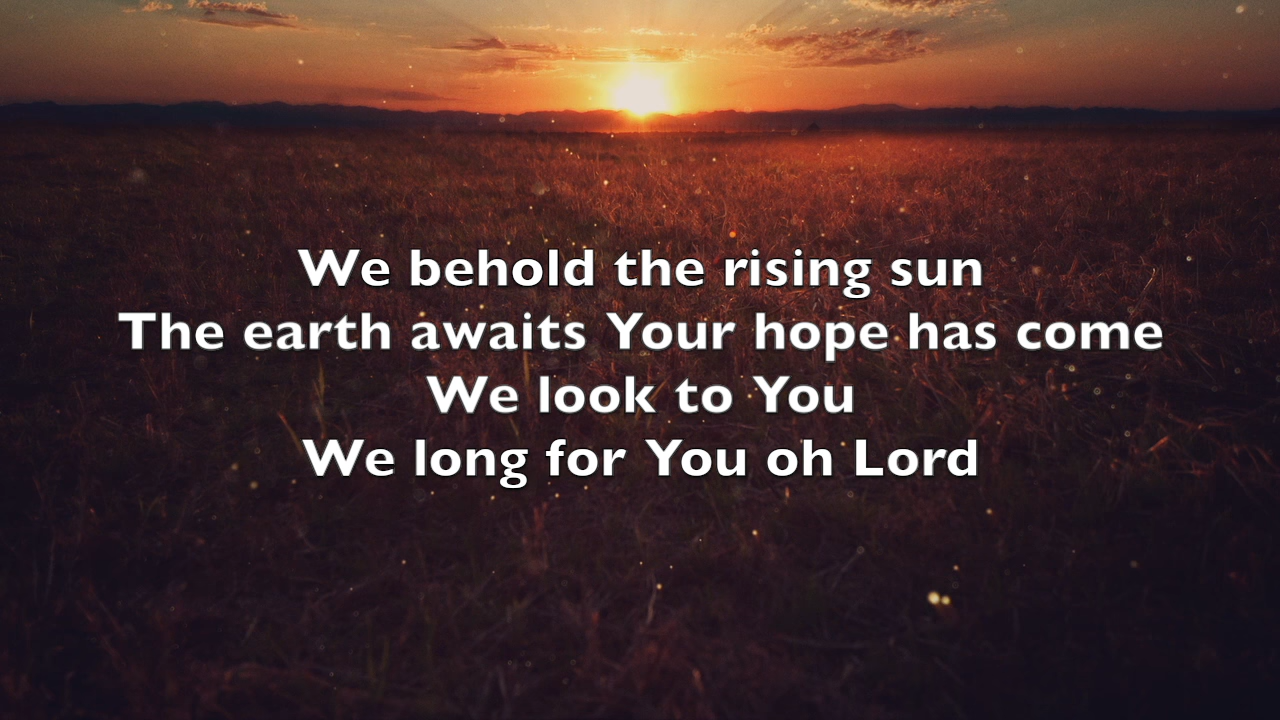 We behold the rising sun
The earth awaits Your hope has come
We look to You
We long for You oh Lord